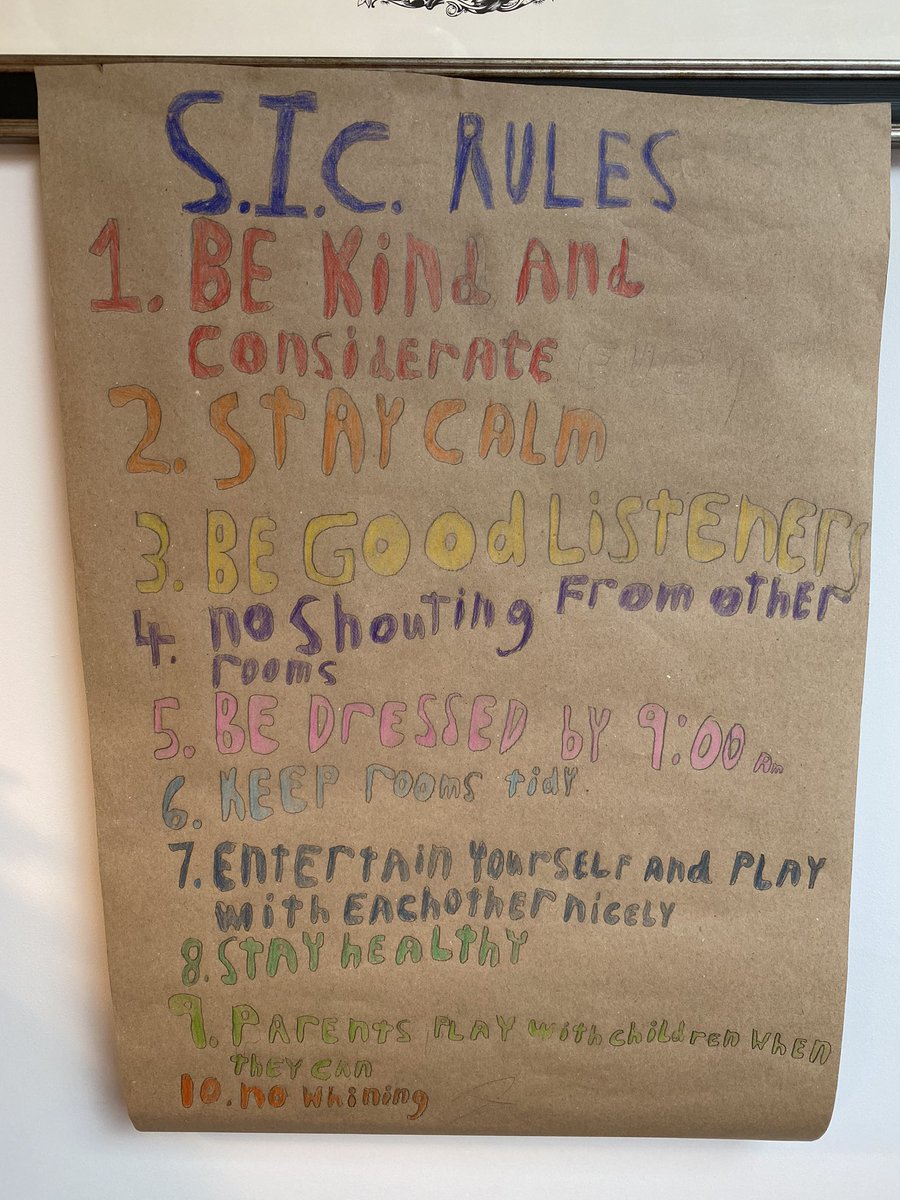 S.I.C. RULES
1. BE Kind And
considerate
2. STAY CALM
3. BE Good Listeners
4. no Shouting From other
rooms
5. BE Dressed by 9:00 Am
6. KEEP rooms tidy
7. Entertain Yourself And Play
with Eachother nicely
8. Stay healthy
9. Parents Play with children when
they can
10. no whining